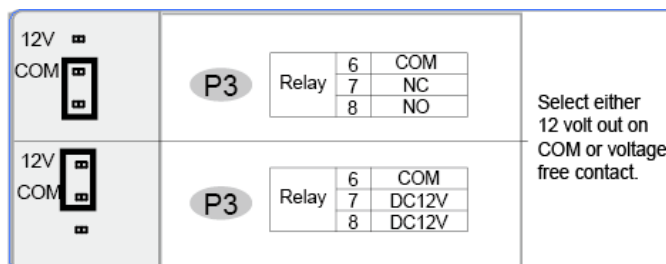 12V
COM
P3
Relay
6 COM
7 NC
8 NO
12V
COM
P3
Relay
6 COM
7 DC12V
8 DC12V
Select either
12 volt out on
COM or voltage
free contact.